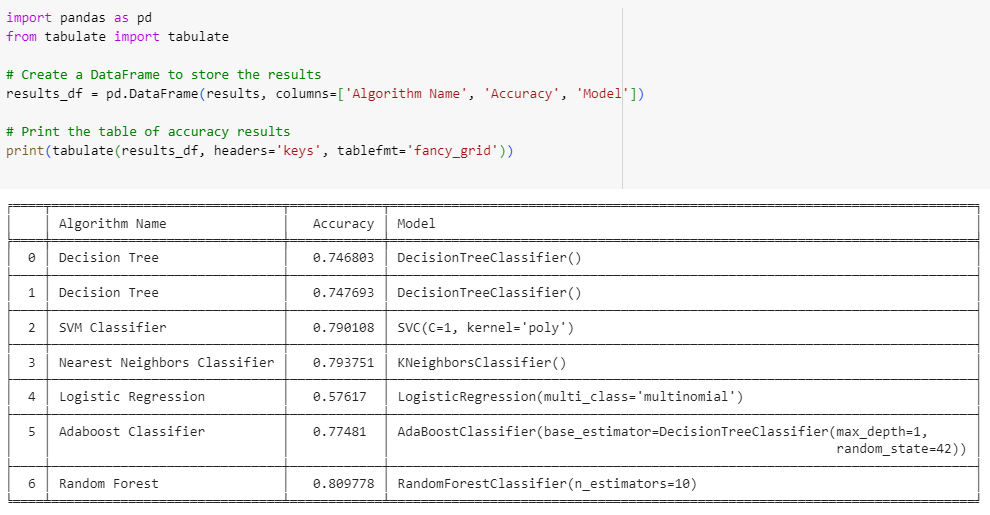 import pandas as pd
from tabulate import tabulate
# Create a DataFrame to store the results
results_df = pd.DataFrame(results, columns=['Algorithm Name', 'Accuracy', 'Model'])
# Print the table of accuracy results
print(tabulate(results_df, headers='keys', tablefmt='fancy_grid'))
Algorithm Name Accuracy Model
0 Decision Tree 0.746803 DecisionTreeClassifier()
1 Decision Tree 0.747693 DecisionTreeClassifier()
2 SVM Classifier 0.790108 SVC(C=1, kernel='poly')
3 Nearest Neighbors Classifier 0.793751 KNeighborsClassifier()
4 Logistic Regression 0.57617 LogisticRegression(multi_class='multinomial')
5 Adaboost Classifier 0.77481 AdaBoostClassifier(base_estimator=DecisionTreeClassifier(max_depth=1,
random_state=42))
6 Random Forest 0.809778 RandomForestClassifier(n_estimators=10)